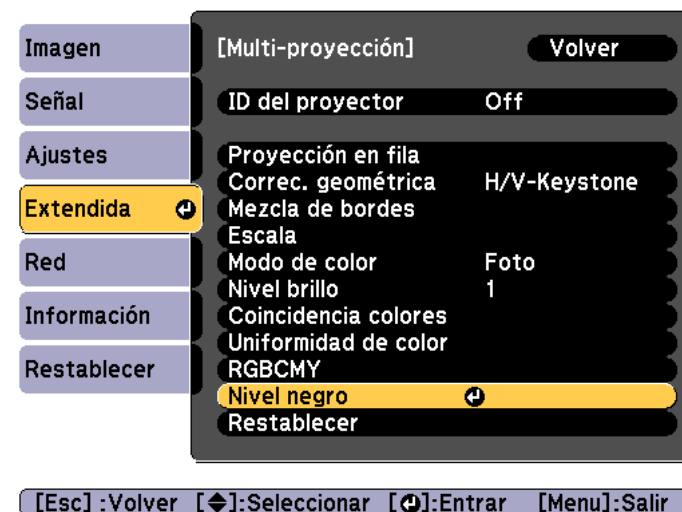 Imagen
Señal
Ajustes
Extendida
Red
Información
Restablecer
[Multi-proyección] Volver
ID del proyector Off
Proyección en fila
Correc. geométrica H/V-Keystone
Mezcla de bordes
Escala
Modo de color Foto
Nivel brillo 1
Coincidencia colores
Uniformidad de color
RGBCMY
Nivel negro
Restablecer
[Esc] :Volver [◆]:Seleccionar [↵]:Entrar [Menu]:Salir